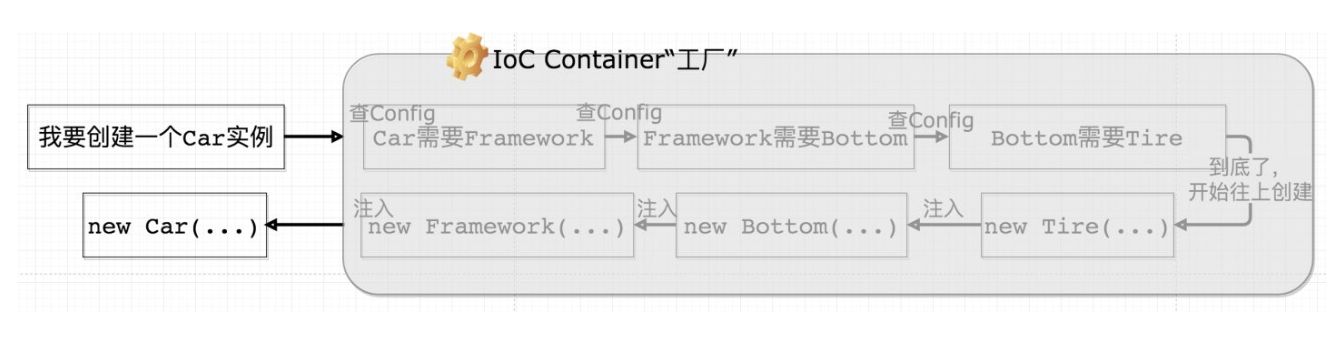 IoC Container“工厂”
我要创建一个Car实例
查Config
Car需要Framework
查Config
Framework需要Bottom
查Config
Bottom需要Tire
到底了，
开始往上创建
new Tire(...)
注入
new Bottom(...)
注入
new Framework(...)
注入
new Car(...)